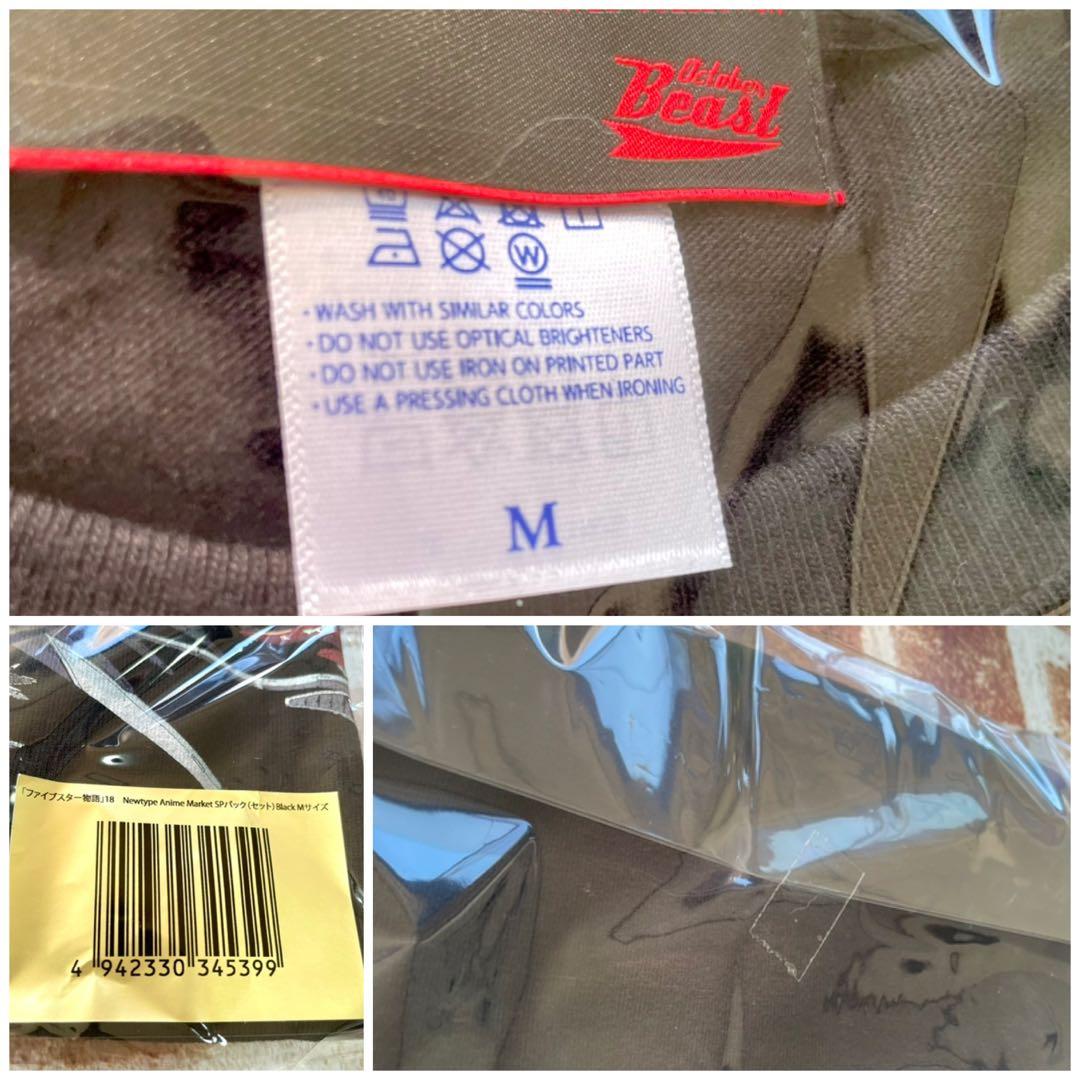 October
Beast
• WASH WITH SIMILAR COLORS
• DO NOT USE OPTICAL BRIGHTENERS
• DO NOT USE IRON ON PRINTED PART
• USE A PRESSING CLOTH WHEN IRONING
M
「ファイブスター物語」18 Newtype Anime Market SPパック（セット）Black Mサイズ
4 942330 345399